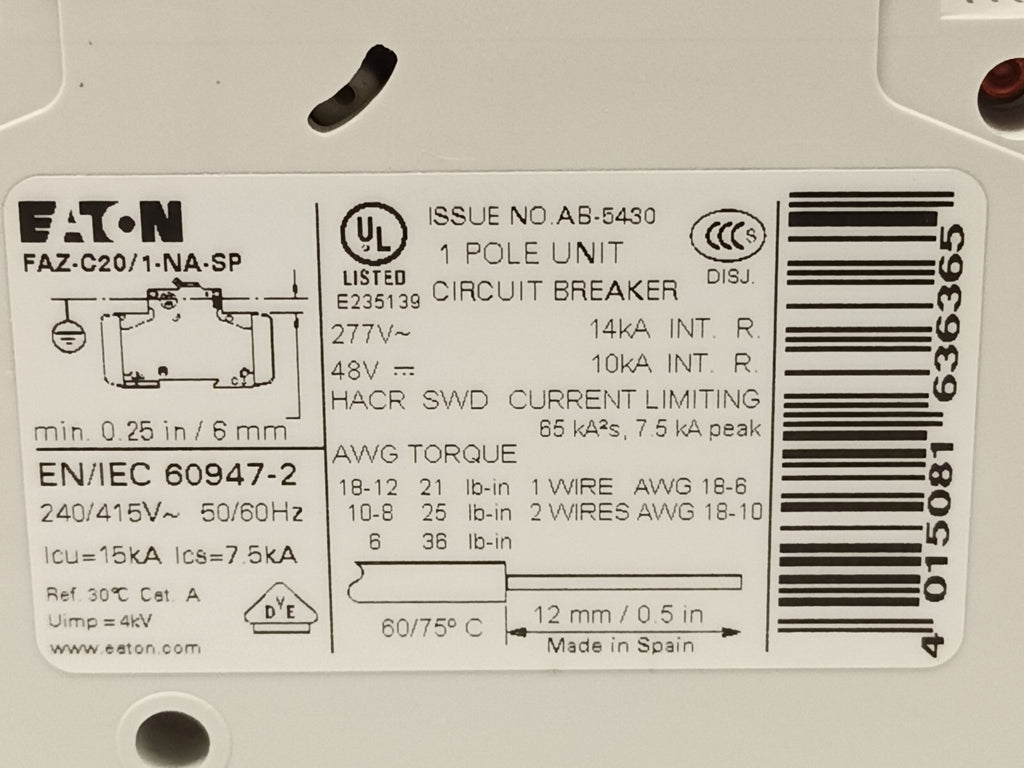 EATON
FAZ-C20/1-NA-SP
min. 0.25 in / 6 mm
EN/IEC 60947-2
240/415V~ 50/60Hz
Icu=15kA Ics=7.5kA
Ref. 30°C Cat. A
Uimp = 4kV
DVE
www.eaton.com
UL
LISTED
E235139
ISSUE NO.AB-5430
1 POLE UNIT
CIRCUIT BREAKER
CCC S
DISJ.
277V~ 14kA INT. R.
48V ⎓ 10kA INT. R.
HACR SWD CURRENT LIMITING
65 kA²s, 7.5 kA peak
AWG TORQUE
18-12 21 lb-in 1 WIRE AWG 18-6
10-8 25 lb-in 2 WIRES AWG 18-10
6 36 lb-in
60/75° C
12 mm / 0.5 in
Made in Spain
4 015081 636365